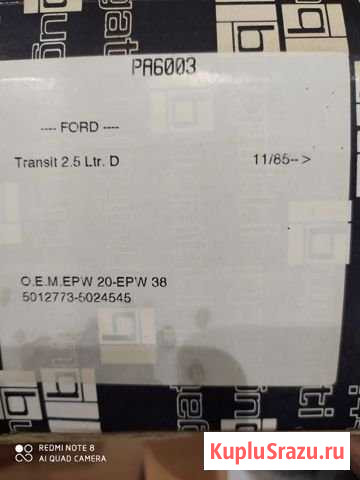 PA6003
---- FORD ----
Transit 2.5 Ltr. D 11/85-- >
O.E.M.EPW 20-EPW 38
5012773-5024545
REDMI NOTE 8
AI QUAD CAMERA
KupluSrazu.ru